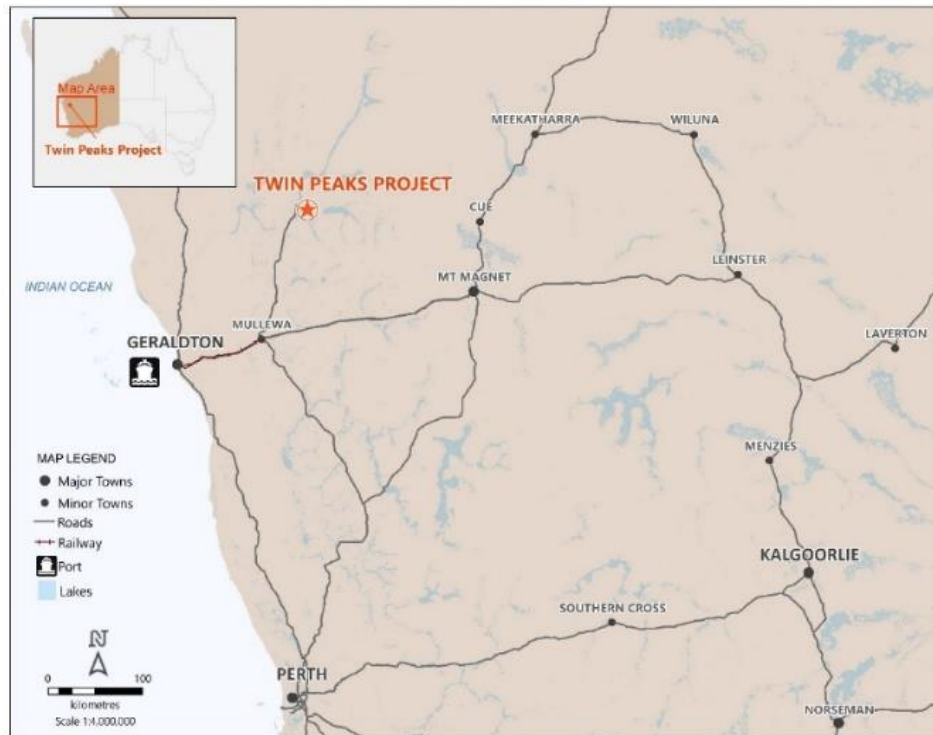 Map Area
Twin Peaks Project
MEEKATHARRA
WILUNA
TWIN PEAKS PROJECT
CUE
LEINSTER
MT MAGNET
INDIAN OCEAN
MULLEWA
GERALDTON
LAVERTON
MENZIES
MAP LEGEND
Major Towns
Minor Towns
Roads
Railway
Port
Lakes
KALGOORLIE
SOUTHERN CROSS
N
PERTH
0 100
kilometres
Scale 1:4,000,000
NORSEMAN